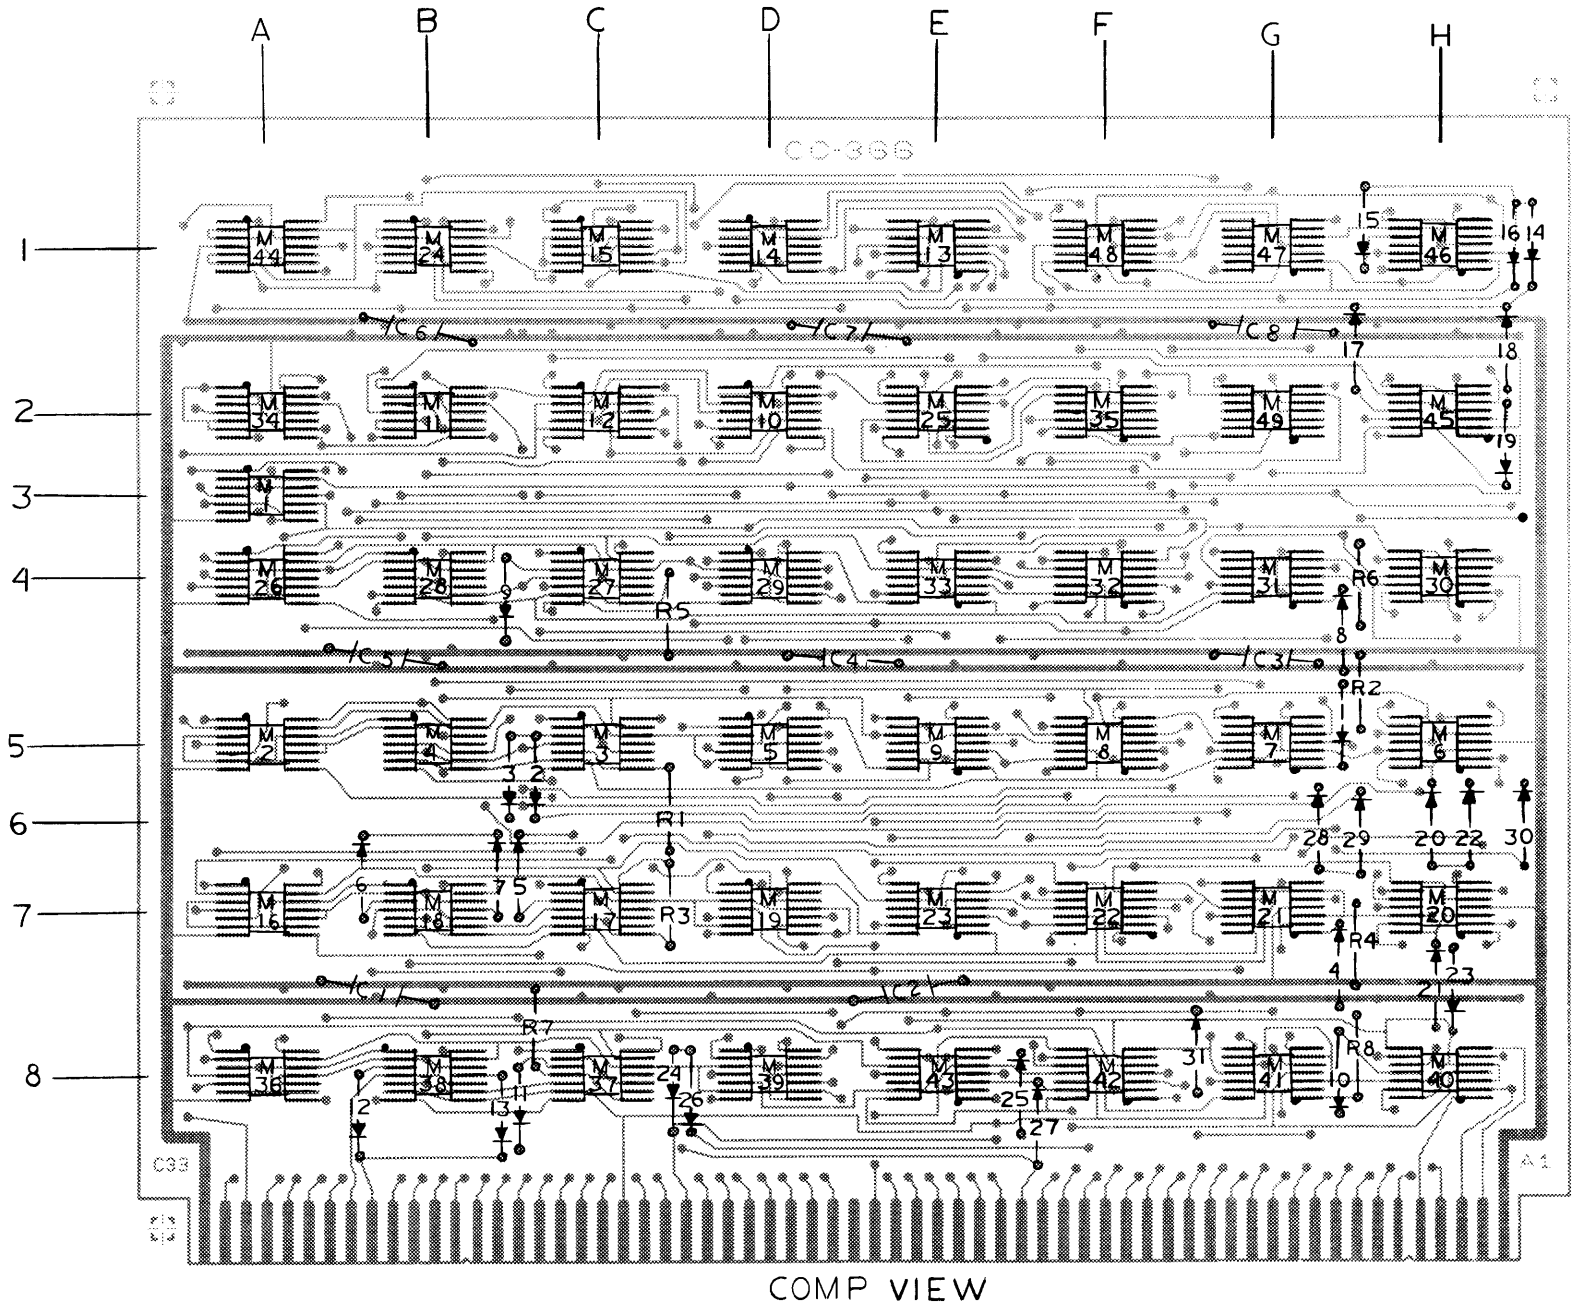 A B C D E F G H
CC-366
1 M 44 M 24 M 15 M 14 M 13 M 48 M 47 15 M 46 16 14
C6 C7 C8 17 18
2 M 34 M 11 M 12 M 10 M 25 M 35 M 49 M 45 19
3 M 1
4 M 26 M 28 9 M 27 R5 M 29 M 33 M 32 M 31 8 R6 M 30
C5 C4 C3 R2
5 M 2 M 4 3 2 M 3 M 5 M 9 M 8 M 7 1 M 6
6 R1 28 29 20 22 30
7 M 16 6 M 18 7 5 M 17 R3 M 19 M 23 M 22 M 21 4 R4 M 20
C1 C2 21 23
R7
8 M 36 12 M 38 13 11 M 37 24 26 M 39 M 43 25 27 M 42 31 M 41 10 R8 M 40
C33 A1
COMP VIEW